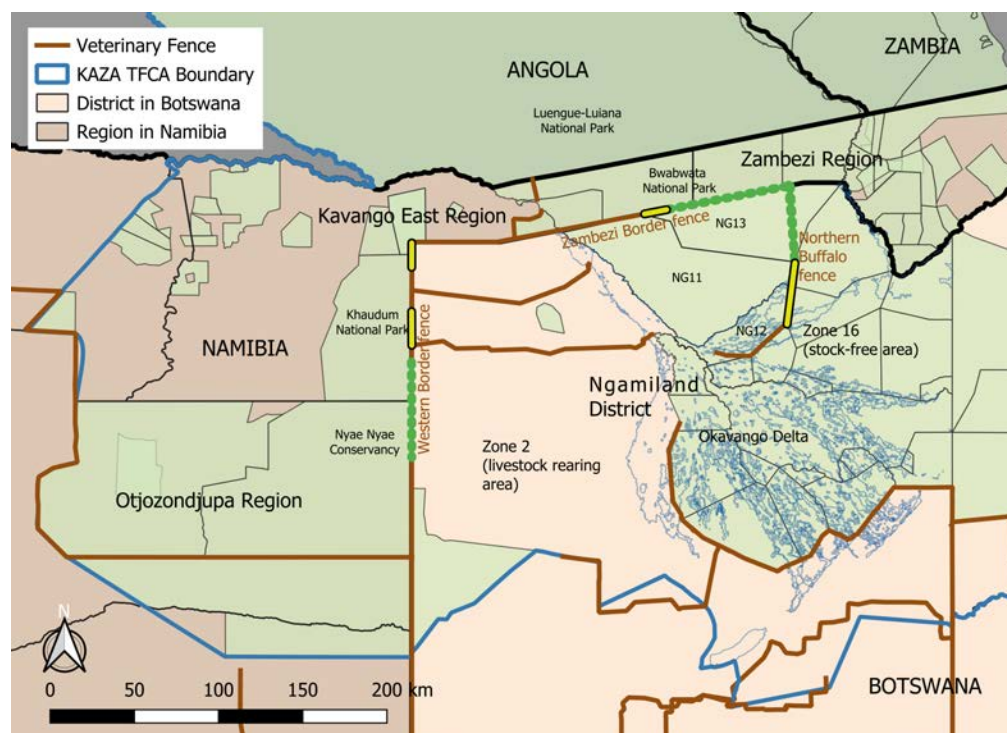 Veterinary Fence
KAZA TFCA Boundary
District in Botswana
Region in Namibia
ANGOLA
ZAMBIA
Luengue-Luiana
National Park
Zambezi Region
Bwabwata
National Park
Kavango East Region
NG13
Zambezi Border fence
Northern
Buffalo
fence
NG11
Khaudum
National Park
NAMIBIA
Western Border fence
NG12
Zone 16
(stock-free area)
Ngamiland
District
Nyae Nyae
Conservancy
Zone 2
(livestock rearing
area)
Okavango Delta
Otjozondjupa Region
N
0 50 100 150 200 km
BOTSWANA